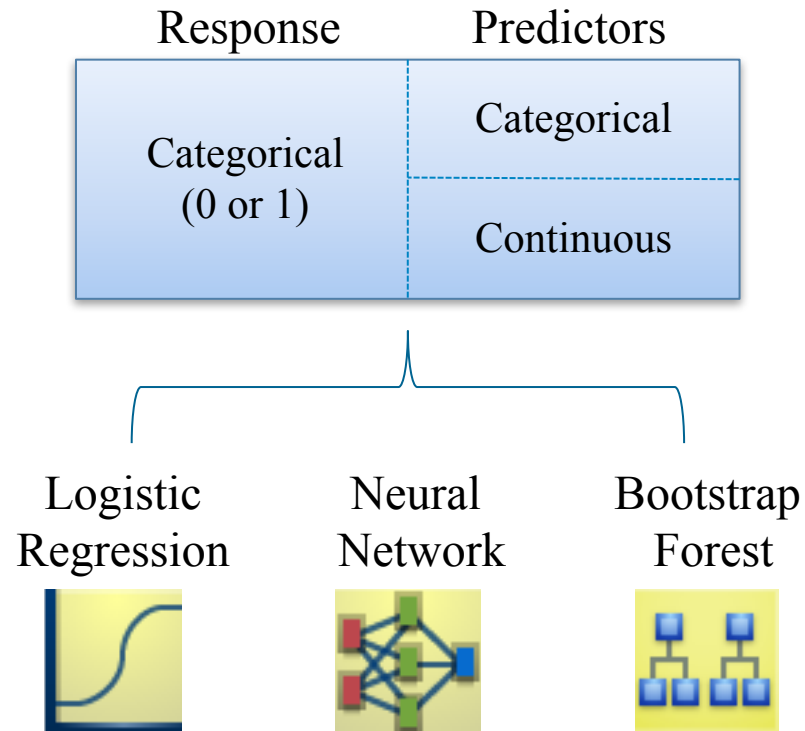 Response Predictors
Categorical
(0 or 1)
Categorical
Continuous
Logistic
Regression
Neural
Network
Bootstrap
Forest